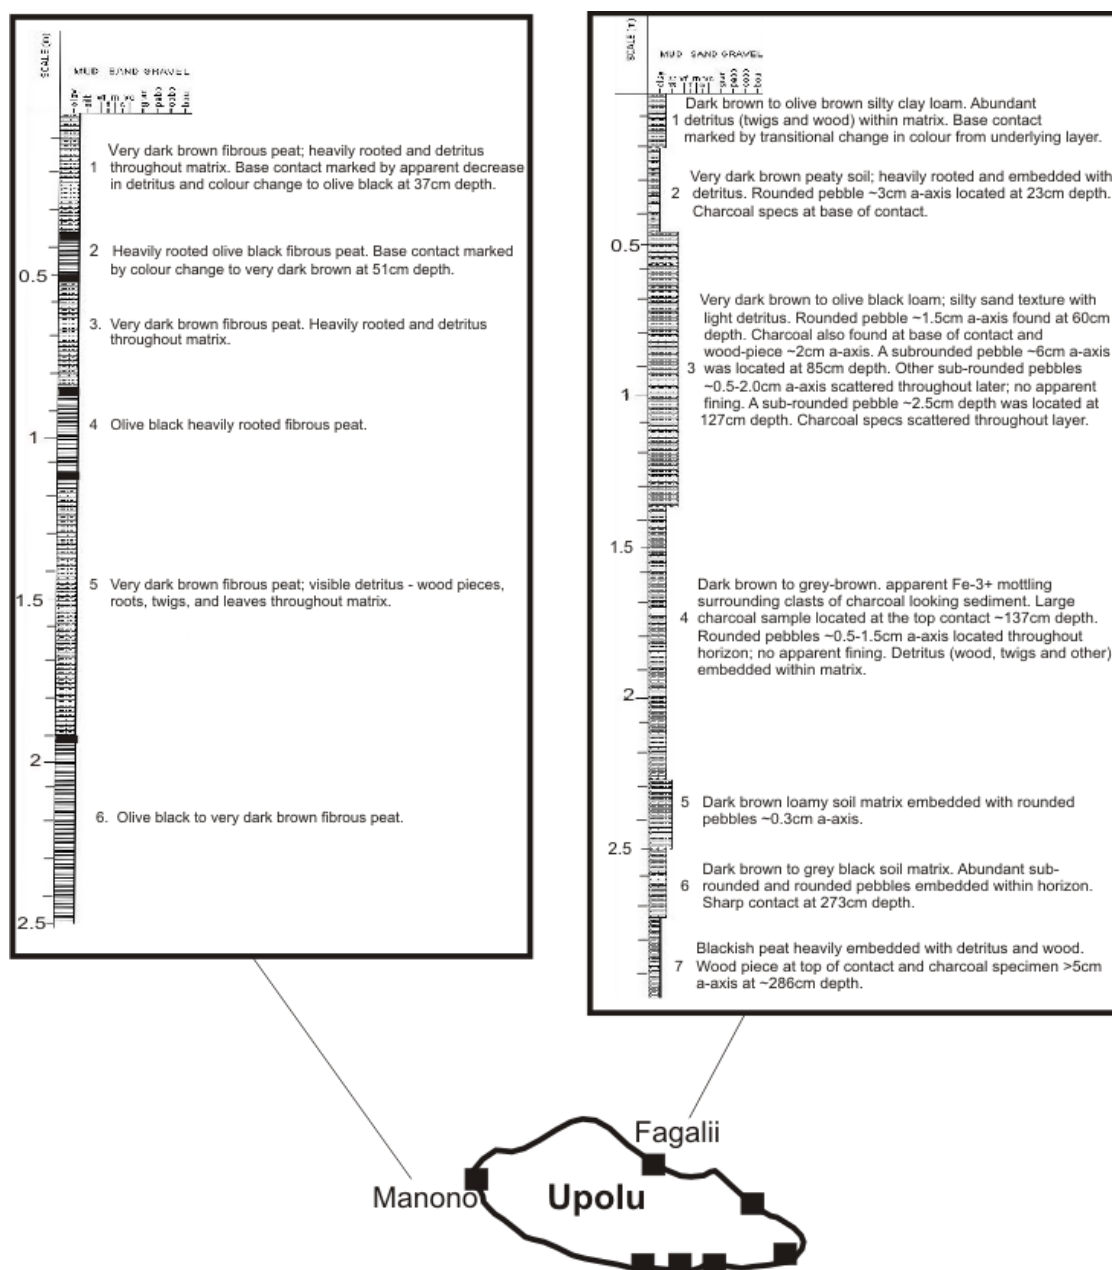 SCALE (m)
MUD SAND GRAVEL
clay
silt
vf
f
m
c
vc
gran
pebb
cobb
bou
Very dark brown fibrous peat; heavily rooted and detritus
1 throughout matrix. Base contact marked by apparent decrease
in detritus and colour change to olive black at 37cm depth.
2 Heavily rooted olive black fibrous peat. Base contact marked
by colour change to very dark brown at 51cm depth.
0.5
3. Very dark brown fibrous peat. Heavily rooted and detritus
throughout matrix.
4 Olive black heavily rooted fibrous peat.
1
5 Very dark brown fibrous peat; visible detritus - wood pieces,
roots, twigs, and leaves throughout matrix.
1.5
2
6. Olive black to very dark brown fibrous peat.
2.5
SCALE (m)
MUD SAND GRAVEL
clay
silt
vf
f
m
c
vc
gran
pebb
cobb
bou
Dark brown to olive brown silty clay loam. Abundant
1 detritus (twigs and wood) within matrix. Base contact
marked by transitional change in colour from underlying layer.
Very dark brown peaty soil; heavily rooted and embedded with
2 detritus. Rounded pebble ~3cm a-axis located at 23cm depth.
Charcoal specs at base of contact.
0.5
Very dark brown to olive black loam; silty sand texture with
light detritus. Rounded pebble ~1.5cm a-axis found at 60cm
depth. Charcoal also found at base of contact and
wood-piece ~2cm a-axis. A subrounded pebble ~6cm a-axis
3 was located at 85cm depth. Other sub-rounded pebbles
~0.5-2.0cm a-axis scattered throughout later; no apparent
fining. A sub-rounded pebble ~2.5cm depth was located at
127cm depth. Charcoal specs scattered throughout layer.
1
1.5
Dark brown to grey-brown. apparent Fe-3+ mottling
surrounding clasts of charcoal looking sediment. Large
4 charcoal sample located at the top contact ~137cm depth.
Rounded pebbles ~0.5-1.5cm a-axis located throughout
horizon; no apparent fining. Detritus (wood, twigs and other)
embedded within matrix.
2
5 Dark brown loamy soil matrix embedded with rounded
pebbles ~0.3cm a-axis.
2.5
Dark brown to grey black soil matrix. Abundant sub-
6 rounded and rounded pebbles embedded within horizon.
Sharp contact at 273cm depth.
Blackish peat heavily embedded with detritus and wood.
7 Wood piece at top of contact and charcoal specimen >5cm
a-axis at ~286cm depth.
Fagalii
Manono
Upolu